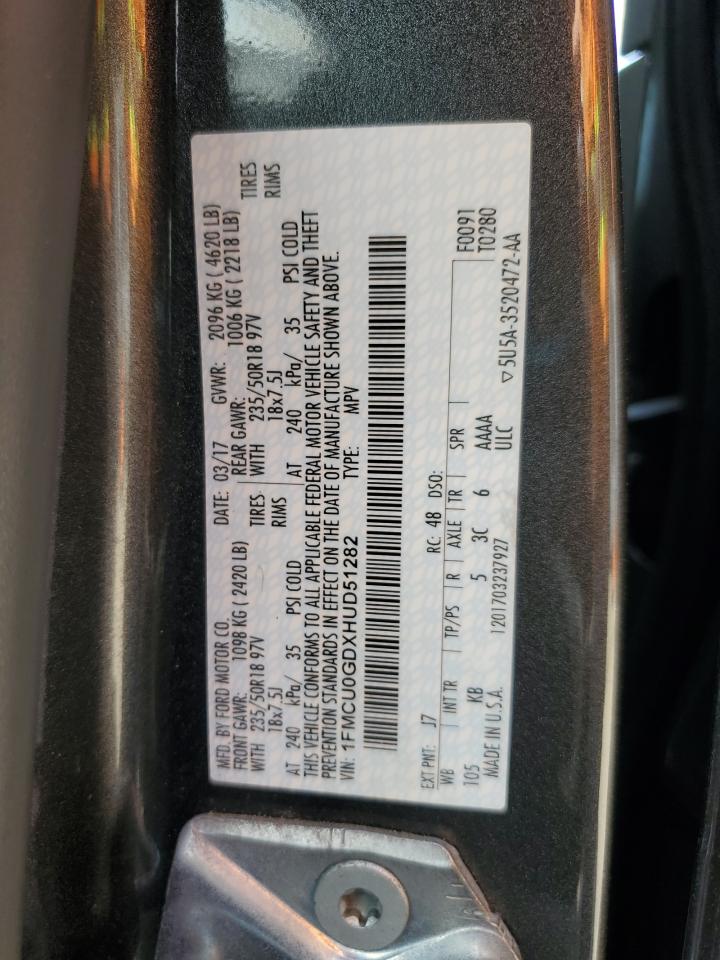 MFD. BY FORD MOTOR CO.
DATE: 03/17 GVWR: 2096 KG ( 4620 LB)
FRONT GAWR: 1098 KG ( 2420 LB) REAR GAWR: 1006 KG ( 2218 LB)
WITH 235/50R18 97V TIRES WITH 235/50R18 97V TIRES
18x7.5J RIMS 18x7.5J RIMS
AT 240 kPa/ 35 PSI COLD AT 240 kPa/ 35 PSI COLD
THIS VEHICLE CONFORMS TO ALL APPLICABLE FEDERAL MOTOR VEHICLE SAFETY AND THEFT
PREVENTION STANDARDS IN EFFECT ON THE DATE OF MANUFACTURE SHOWN ABOVE.
VIN: 1FMCU0GDXHUD51282 TYPE: MPV
EXT PNT: J7 RC: 48 DSO: F0091
WB INT TR TP/PS R AXLE TR SPR T0280
105 KB 5 3C 6 AAAA
MADE IN U.S.A. 1201703237927 ULC ▽5U5A-3520472-AA